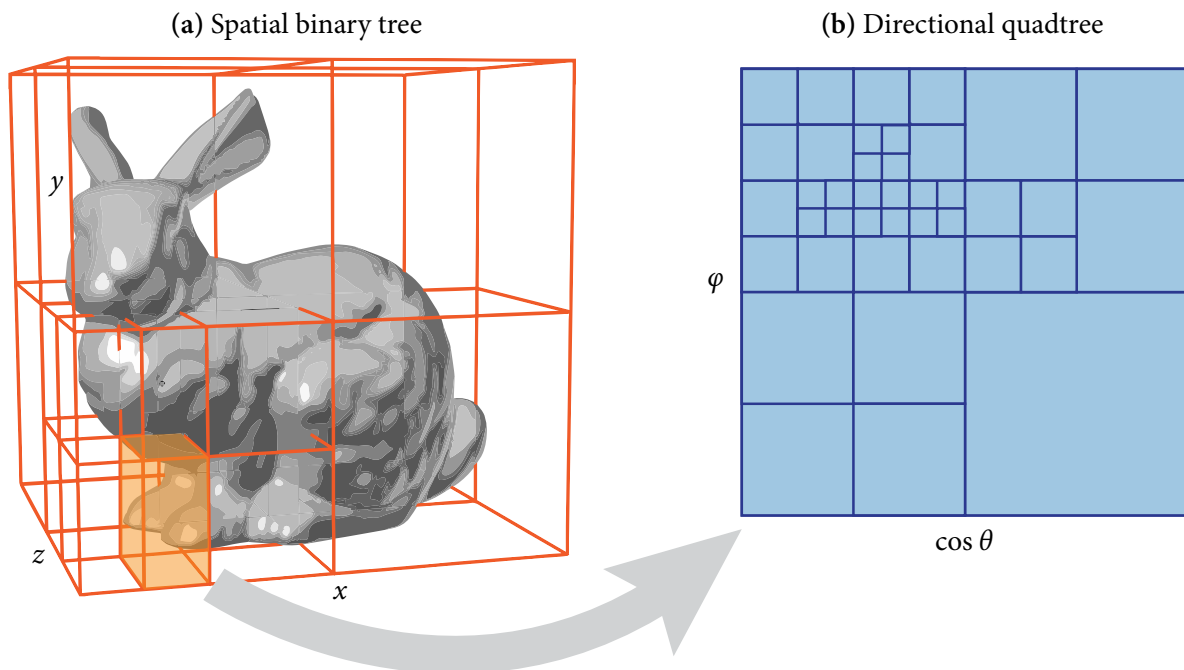 (a) Spatial binary tree
(b) Directional quadtree
y
φ
z
x
cos θ